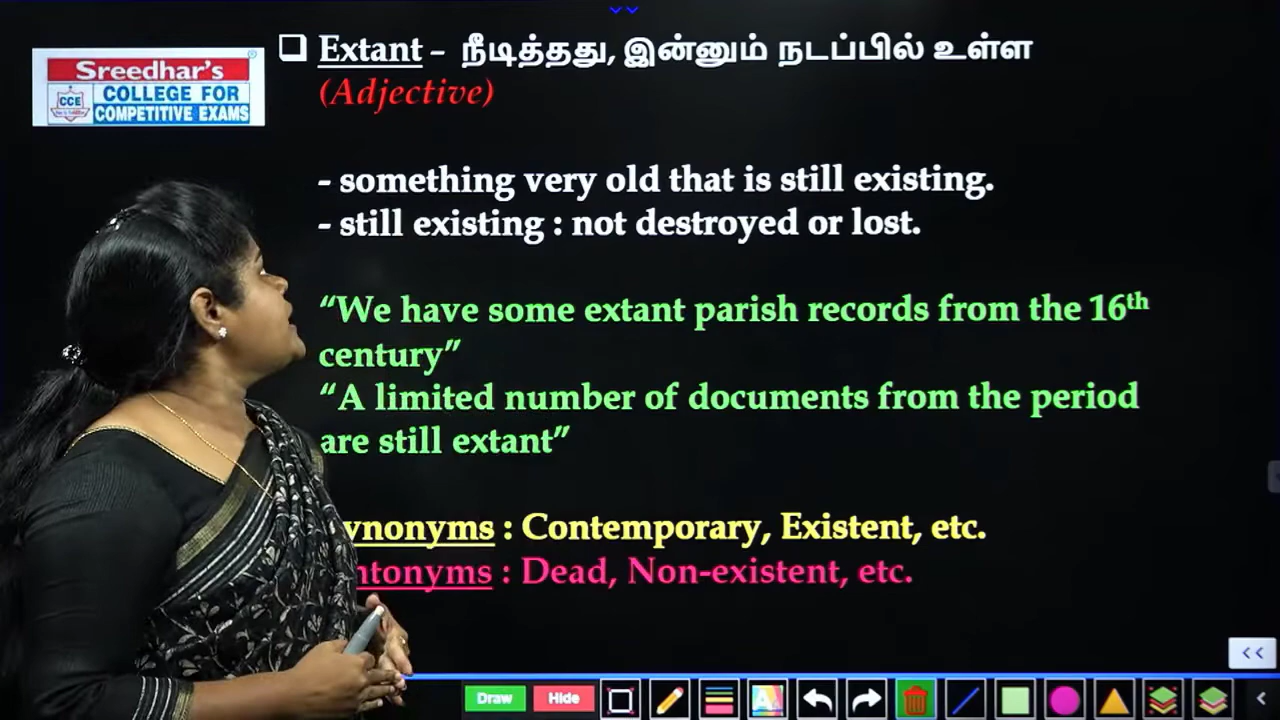 Extant – நீடித்தது, இன்னும் நடப்பில் உள்ள
(Adjective)
Sreedhar's
CCE
COLLEGE FOR
COMPETITIVE EXAMS
- something very old that is still existing.
- still existing : not destroyed or lost.
“We have some extant parish records from the 16th
century”
“A limited number of documents from the period
are still extant”
ynonyms : Contemporary, Existent, etc.
ntonyms : Dead, Non-existent, etc.
Draw Hide